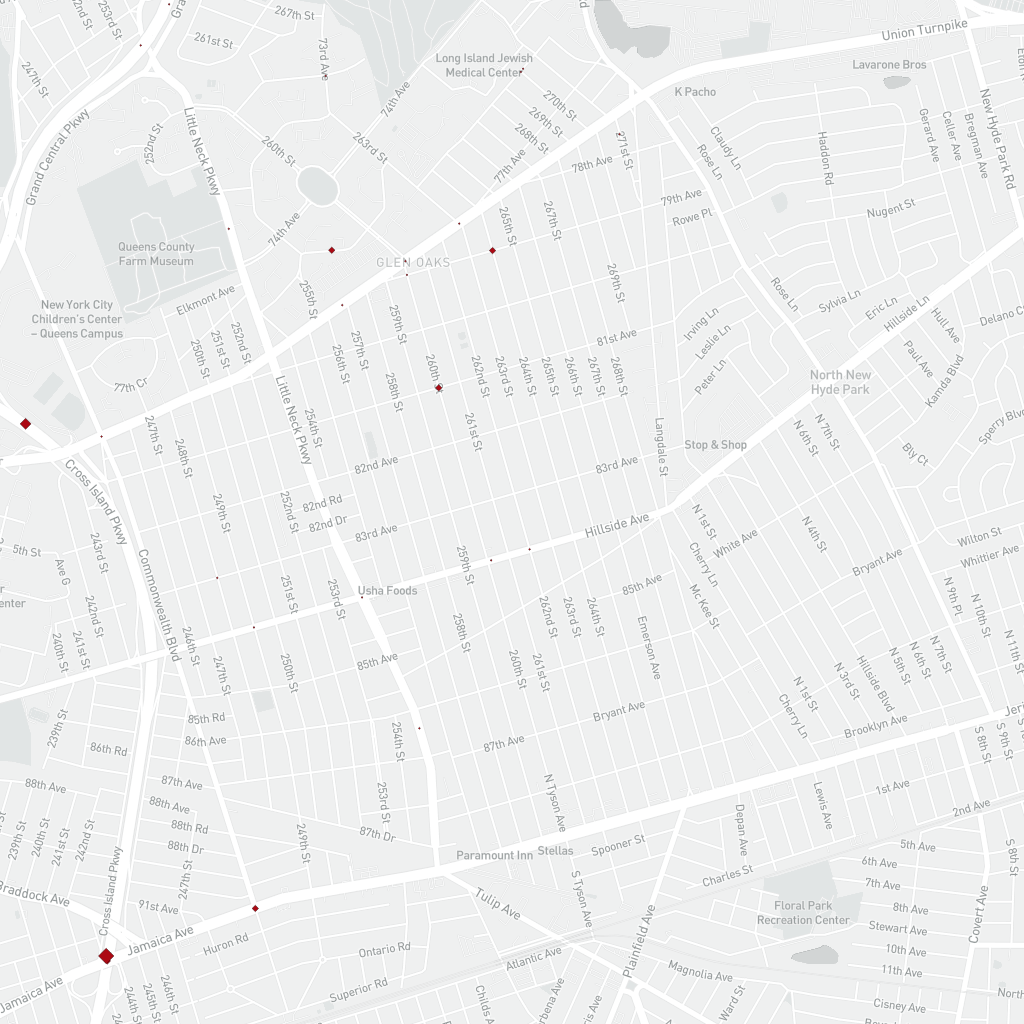 252nd St
253rd St
Grand
267th St
261st St
73rd Ave
Union Turnpike
247th St
Long Island Jewish
Medical Center
Lavarone Bros
74th Ave
K Pacho
270th St
269th St
268th St
Grand Central Pkwy
252nd St
Little Neck Pkwy
260th St
263rd St
77th Ave
78th Ave
271st St
Claudy Ln
Rose Ln
Haddon Rd
Gerard Ave
Celler Ave
Bregman Ave
New Hyde Park Rd
79th Ave
Rowe Pl
Nugent St
265th St
267th St
74th Ave
Queens County
Farm Museum
GLEN OAKS
255th St
Elkmont Ave
269th St
Rose Ln
Sylvia Ln
Eric Ln
Hillside Ln
Hull Ave
Delano C
New York City
Children's Center
– Queens Campus
250th St
251st St
252nd St
256th St
257th St
258th St
259th St
260th St
81st Ave
Irving Ln
Leslie Ln
Peter Ln
Paul Ave
Kamda Blvd
77th Cr
262nd St
263rd St
264th St
265th St
266th St
267th St
268th St
North New
Hyde Park
Little Neck Pkwy
247th St
248th St
254th St
261st St
Langdale St
Stop & Shop
N 6th St
N 7th St
Sperry Blvd
Bly Ct
Cross Island Pkwy
82nd Ave
83rd Ave
249th St
252nd St
82nd Rd
82nd Dr
83rd Ave
Hillside Ave
N 1st St
White Ave
N 4th St
Wilton St
Whittier Ave
5th St
Ave G
243rd St
Commonwealth Blvd
259th St
Cherry Ln
Bryant Ave
enter
242nd St
251st St
253rd St
Usha Foods
85th Ave
Mc Kee St
N 9th Pl
N 10th St
240th St
241st St
246th St
258th St
262nd St
263rd St
264th St
Emerson Ave
N 11th St
247th St
250th St
85th Ave
260th St
261st St
N 1st St
Cherry Ln
N 3rd St
Hillside Blvd
N 5th St
N 6th St
N 7th St
239th St
85th Rd
86th Ave
86th Rd
254th St
87th Ave
Bryant Ave
Brooklyn Ave
Jeri
S 8th St
S 9th St
88th Ave
87th Ave
88th Ave
88th Rd
88th Dr
253rd St
N Tyson Ave
Lewis Ave
1st Ave
2nd Ave
239th St
240th St
241st St
242nd St
249th St
87th Dr
Paramount Inn
Stellas
Spooner St
Depan Ave
5th Ave
6th Ave
7th Ave
8th Ave
S 8th St
Braddock Ave
Cross Island Pkwy
247th St
91st Ave
Tulip Ave
S Tyson Ave
Charles St
Floral Park
Recreation Center
Stewart Ave
10th Ave
11th Ave
Covert Ave
Jamaica Ave
Huron Rd
Ontario Rd
Atlantic Ave
Plainfield Ave
Magnolia Ave
Jamaica Ave
244th St
245th St
246th St
Superior Rd
Childs A
rbena Ave
ris Ave
Ward St
Cisney Ave
North